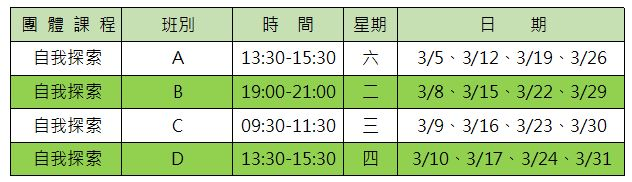 團體課程 班別 時間 星期 日期
自我探索 A 13:30-15:30 六 3/5、3/12、3/19、3/26
自我探索 B 19:00-21:00 二 3/8、3/15、3/22、3/29
自我探索 C 09:30-11:30 三 3/9、3/16、3/23、3/30
自我探索 D 13:30-15:30 四 3/10、3/17、3/24、3/31